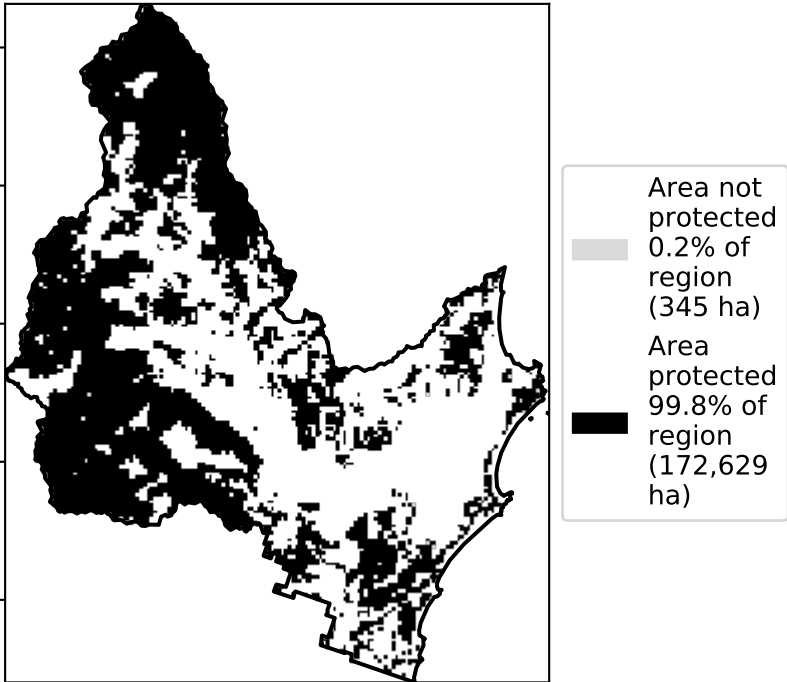 Area not
protected
0.2% of
region
(345 ha)
Area
protected
99.8% of
region
(172,629
ha)